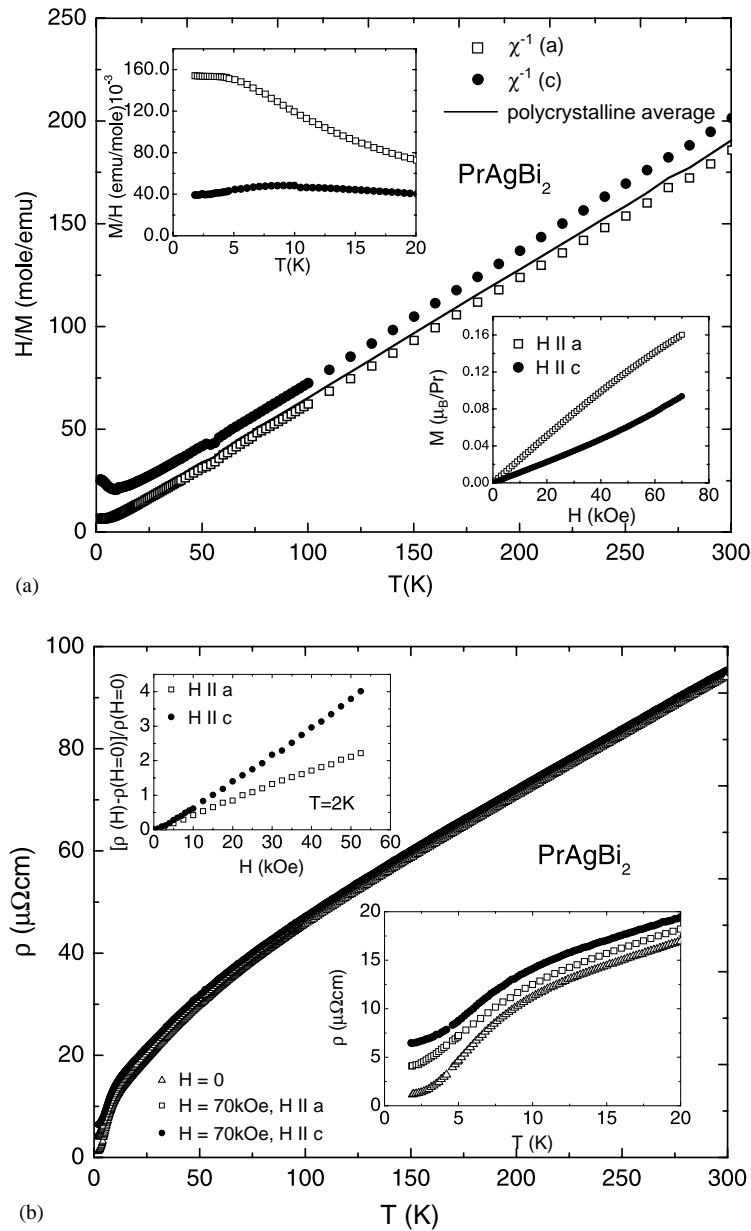 χ⁻¹ (a)
χ⁻¹ (c)
polycrystalline average
PrAgBi₂
H/M (mole/emu)
250
200
150
100
50
0
0 50 100 150 200 250 300
T(K)
(a)
M/H (emu/mole)10⁻³
160.0
120.0
80.0
40.0
0.0
0 5 10 15 20
T(K)
H II a
H II c
M (μB/Pr)
0.16
0.12
0.08
0.04
0.00
0 20 40 60 80
H (kOe)
ρ (μΩcm)
100
80
60
40
20
0
0 50 100 150 200 250 300
T (K)
(b)
PrAgBi₂
H = 0
H = 70kOe, H II a
H = 70kOe, H II c
[ρ (H)-ρ(H=0)]/ρ(H=0)
4
3
2
1
0
0 10 20 30 40 50 60
H (kOe)
H II a
H II c
T=2K
ρ (μΩcm)
20
15
10
5
0
0 5 10 15 20
T (K)